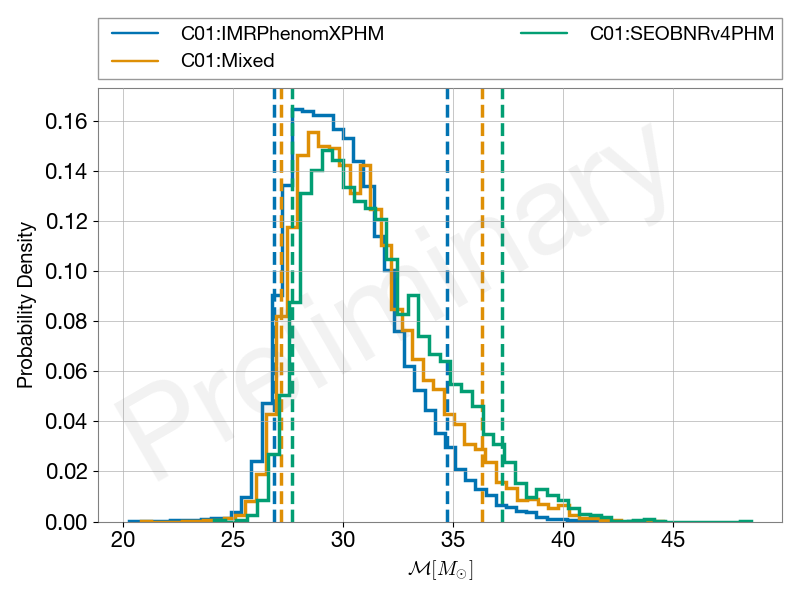 C01:IMRPhenomXPHM
C01:Mixed
C01:SEOBNRv4PHM
0.16
0.14
0.12
0.10
0.08
0.06
0.04
0.02
0.00
Probability Density
Preliminary
20 25 30 35 40 45
ℳ[M⊙]